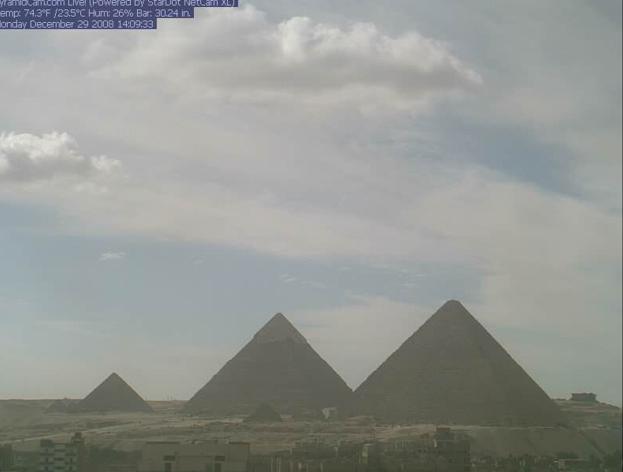 yramidCam.com Live! (Powered by StarDot NetCam XL)
emp: 74.3°F /23.5°C Hum: 26% Bar: 30.24 in.
Monday December 29 2008 14:09:33